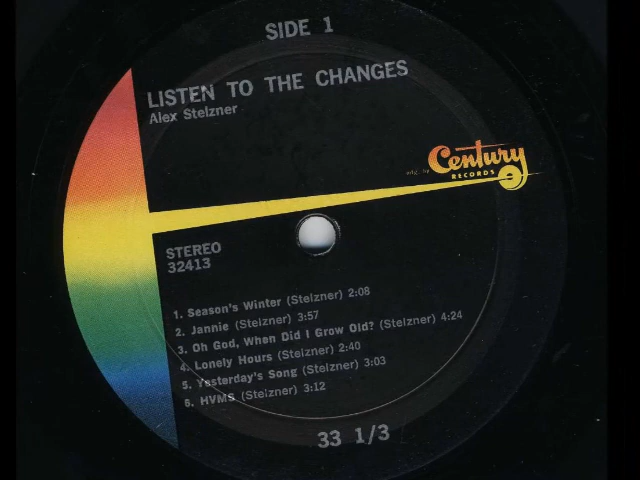 SIDE 1
LISTEN TO THE CHANGES
Alex Stelzner
mfg. by
Century
RECORDS
STEREO
32413
1. Season's Winter (Stelzner) 2:08
2. Jannie (Stelzner) 3:57
3. Oh God, When Did I Grow Old? (Stelzner) 4:24
4. Lonely Hours (Stelzner) 2:40
5. Yesterday's Song (Stelzner) 3:03
6. HVMS (Stelzner) 3:12
33 1/3